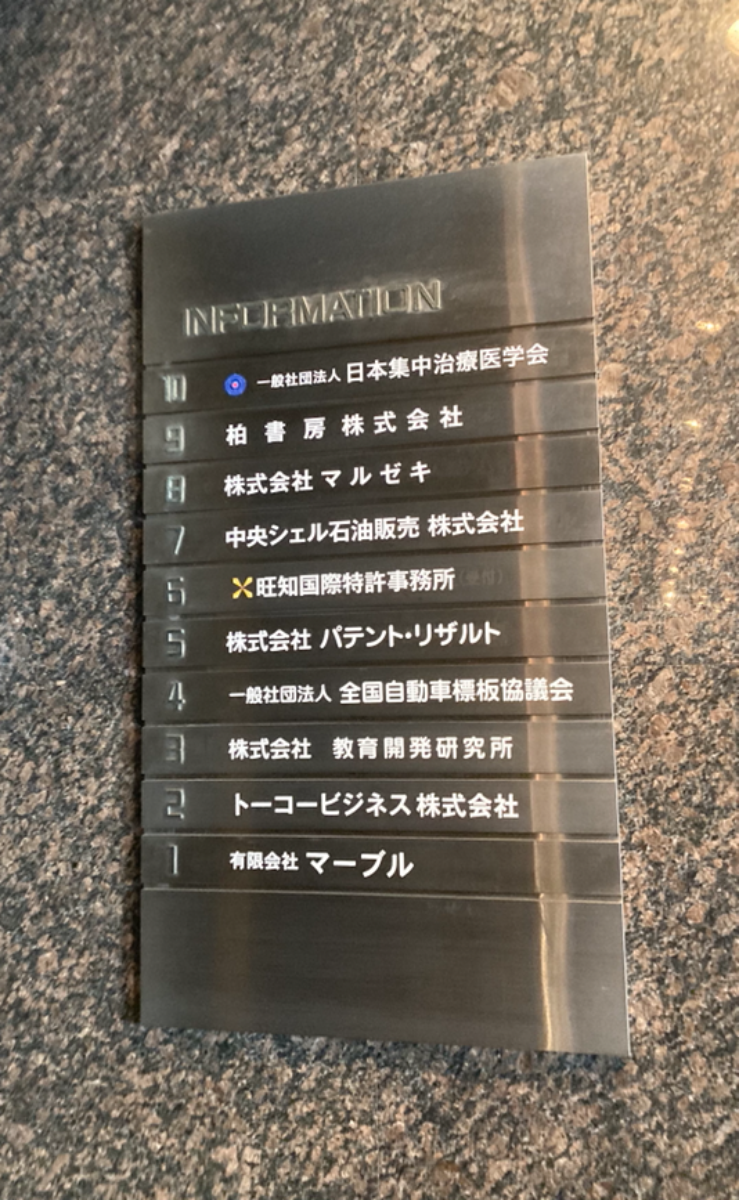 INFORMATION
10 一般社団法人 日本集中治療医学会
9 柏書房株式会社
8 株式会社 マルゼキ
7 中央シェル石油販売 株式会社
6 旺知国際特許事務所 (受付)
5 株式会社 パテント・リザルト
4 一般社団法人 全国自動車標板協議会
3 株式会社 教育開発研究所
2 トーコービジネス株式会社
1 有限会社 マーブル